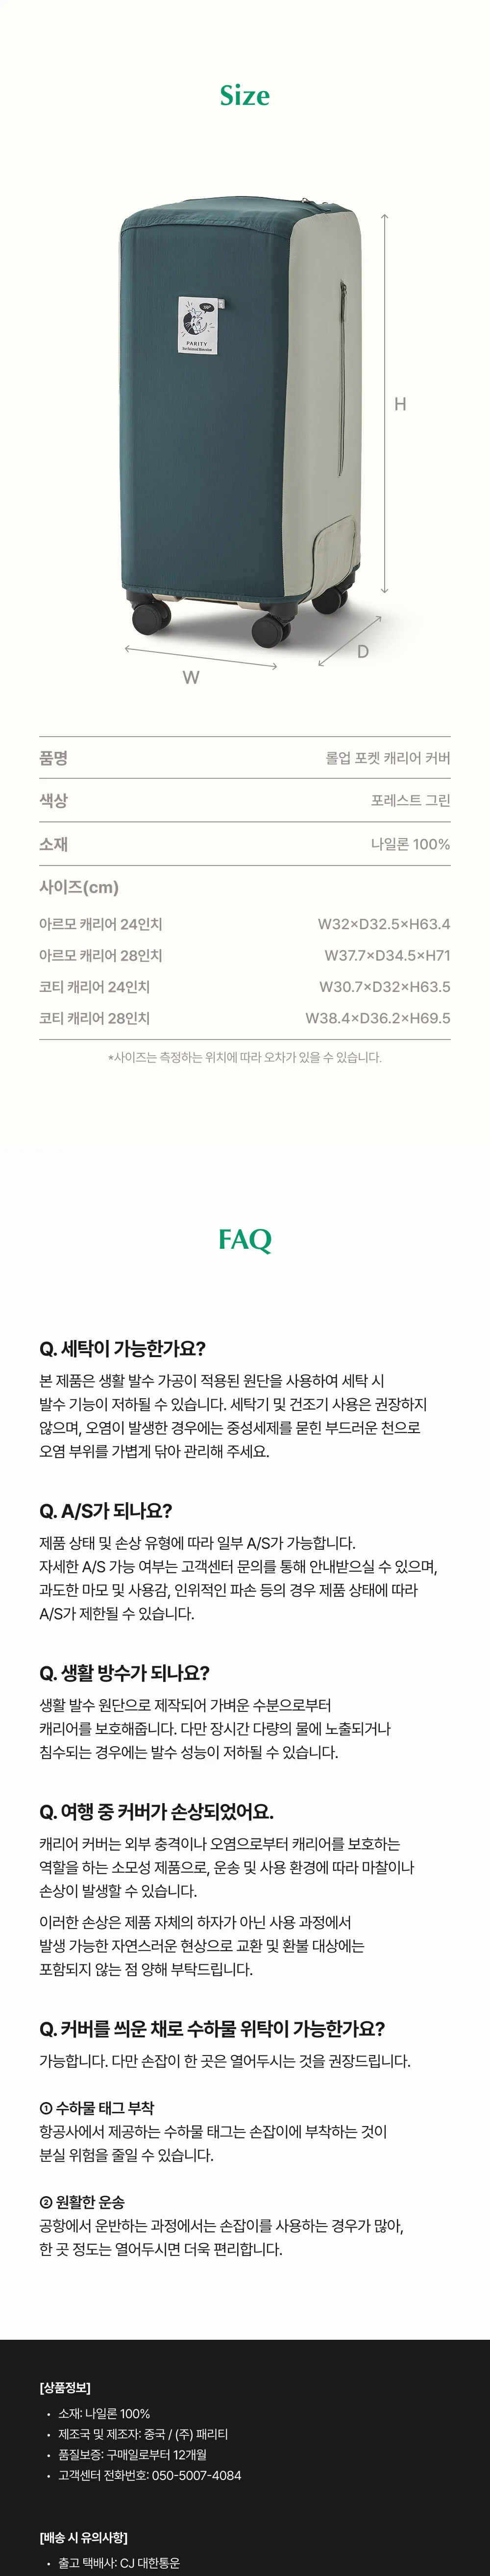 Size
PARITY
H
D
W
품명 롤업 포켓 캐리어 커버
색상 포레스트 그린
소재 나일론 100%
사이즈(cm)
아르모 캐리어 24인치 W32×D32.5×H63.4
아르모 캐리어 28인치 W37.7×D34.5×H71
코티 캐리어 24인치 W30.7×D32×H63.5
코티 캐리어 28인치 W38.4×D36.2×H69.5
*사이즈는 측정하는 위치에 따라 오차가 있을 수 있습니다.
FAQ
Q. 세탁이 가능한가요?
본 제품은 생활 발수 가공이 적용된 원단을 사용하여 세탁 시
발수 기능이 저하될 수 있습니다. 세탁기 및 건조기 사용은 권장하지
않으며, 오염이 발생한 경우에는 중성세제를 묻힌 부드러운 천으로
오염 부위를 가볍게 닦아 관리해 주세요.
Q. A/S가 되나요?
제품 상태 및 손상 유형에 따라 일부 A/S가 가능합니다.
자세한 A/S 가능 여부는 고객센터 문의를 통해 안내받으실 수 있으며,
과도한 마모 및 사용감, 인위적인 파손 등의 경우 제품 상태에 따라
A/S가 제한될 수 있습니다.
Q. 생활 방수가 되나요?
생활 발수 원단으로 제작되어 가벼운 수분으로부터
캐리어를 보호해줍니다. 다만 장시간 다량의 물에 노출되거나
침수되는 경우에는 발수 성능이 저하될 수 있습니다.
Q. 여행 중 커버가 손상되었어요.
캐리어 커버는 외부 충격이나 오염으로부터 캐리어를 보호하는
역할을 하는 소모성 제품으로, 운송 및 사용 환경에 따라 마찰이나
손상이 발생할 수 있습니다.
이러한 손상은 제품 자체의 하자가 아닌 사용 과정에서
발생 가능한 자연스러운 현상으로 교환 및 환불 대상에는
포함되지 않는 점 양해 부탁드립니다.
Q. 커버를 씌운 채로 수하물 위탁이 가능한가요?
가능합니다. 다만 손잡이 한 곳은 열어두시는 것을 권장드립니다.
① 수하물 태그 부착
항공사에서 제공하는 수하물 태그는 손잡이에 부착하는 것이
분실 위험을 줄일 수 있습니다.
② 원활한 운송
공항에서 운반하는 과정에서는 손잡이를 사용하는 경우가 많아,
한 곳 정도는 열어두시면 더욱 편리합니다.
[상품정보]
• 소재: 나일론 100%
• 제조국 및 제조자: 중국 / (주) 패리티
• 품질보증: 구매일로부터 12개월
• 고객센터 전화번호: 050-5007-4084
[배송 시 유의사항]
• 출고 택배사: CJ 대한통운